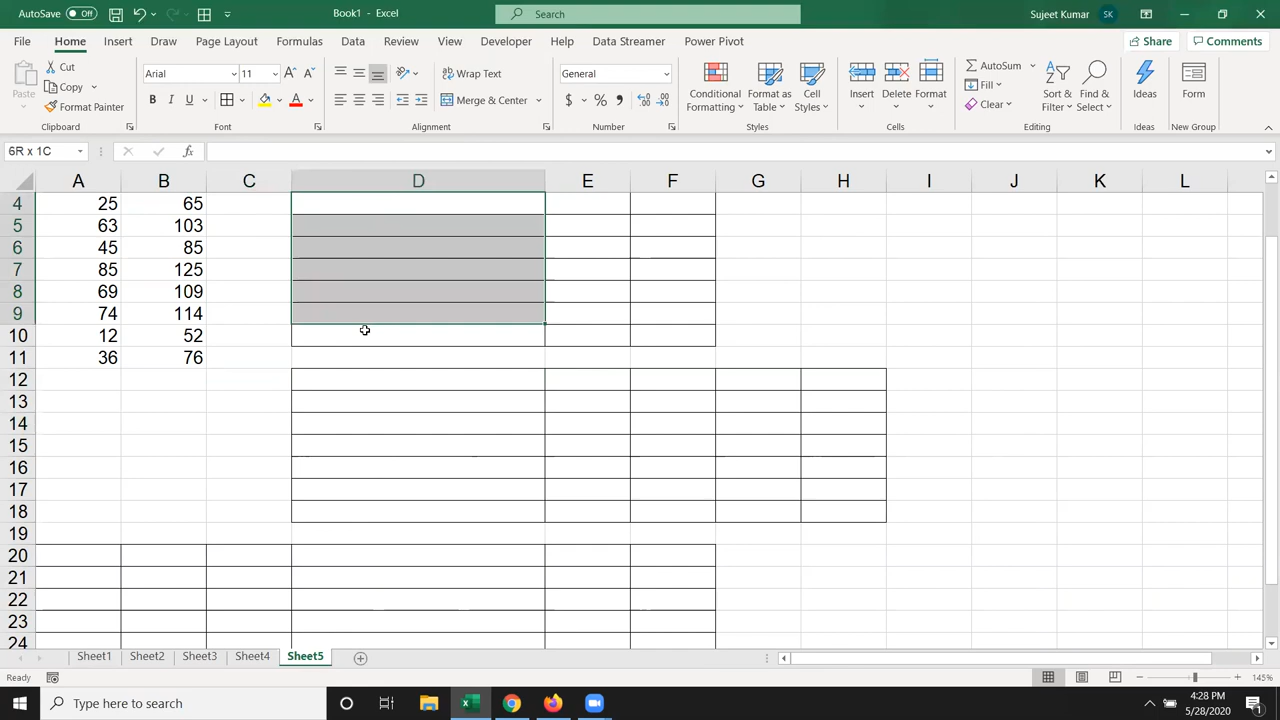 AutoSave Off Book1 - Excel Search Sujeet Kumar SK
File Home Insert Draw Page Layout Formulas Data Review View Developer Help Data Streamer Power Pivot Share Comments
Paste Cut Copy Format Painter Clipboard
Arial 11 A A B I U A Font
Wrap Text Merge & Center Alignment
General $ % , Number
Conditional Formatting Format as Table Cell Styles Styles
Insert Delete Format Cells
AutoSum Fill Clear Sort & Filter Find & Select Editing
Ideas Ideas
Form New Group
6R x 1C fx
A B C D E F G H I J K L
4 25 65
5 63 103
6 45 85
7 85 125
8 69 109
9 74 114
10 12 52
11 36 76
12
13
14
15
16
17
18
19
20
21
22
23
24
Sheet1 Sheet2 Sheet3 Sheet4 Sheet5
Ready 145%
Type here to search 4:28 PM
5/28/2020 1